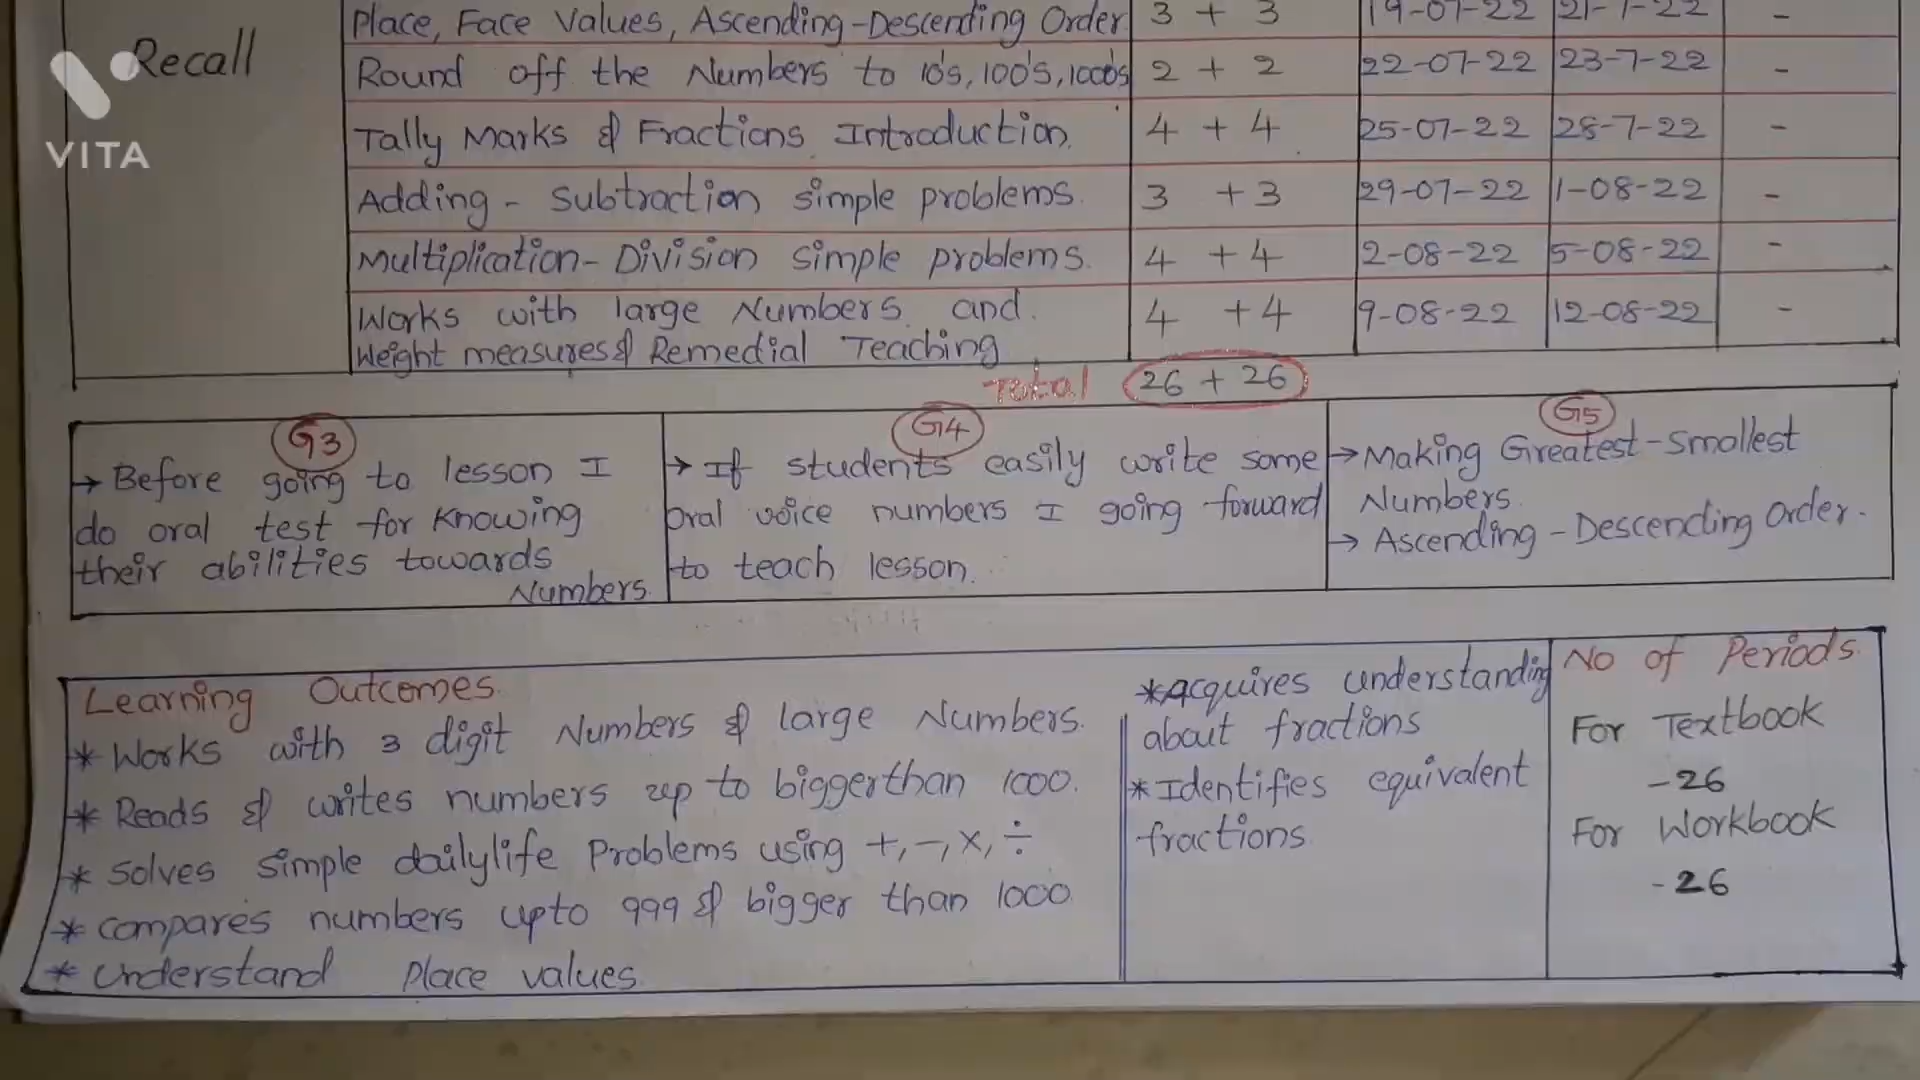 Place, Face Values, Ascending-Descending Order 3 + 3 19-07-22 21-7-22 -
Recall
Round off the Numbers to 10's, 100's, 1000's 2 + 2 22-07-22 23-7-22 -
Tally Marks & Fractions Introduction. 4 + 4 25-07-22 28-7-22 -
Adding - Subtraction simple problems. 3 + 3 29-07-22 1-08-22 -
Multiplication - Division simple problems. 4 + 4 2-08-22 5-08-22 -
Works with large Numbers and. 4 + 4 9-08-22 12-08-22 -
Weight measures & Remedial Teaching
Total 26 + 26
G3
→ Before going to lesson I
do oral test for Knowing
their abilities towards
Numbers.
G4
→ If students easily write some
oral voice numbers I going forward
to teach lesson.
G5
→ Making Greatest-Smallest
Numbers.
→ Ascending - Descending Order.
Learning Outcomes.
* Works with 3 digit Numbers & large Numbers.
* Reads & writes numbers up to biggerthan 1000.
* Solves simple dailylife Problems using +, -, ×, ÷
* Compares numbers upto 999 & bigger than 1000
* Understand Place values.
* Acquires understanding
about fractions
* Identifies equivalent
fractions.
No of Periods.
For Textbook
- 26
For Workbook
- 26
VITA